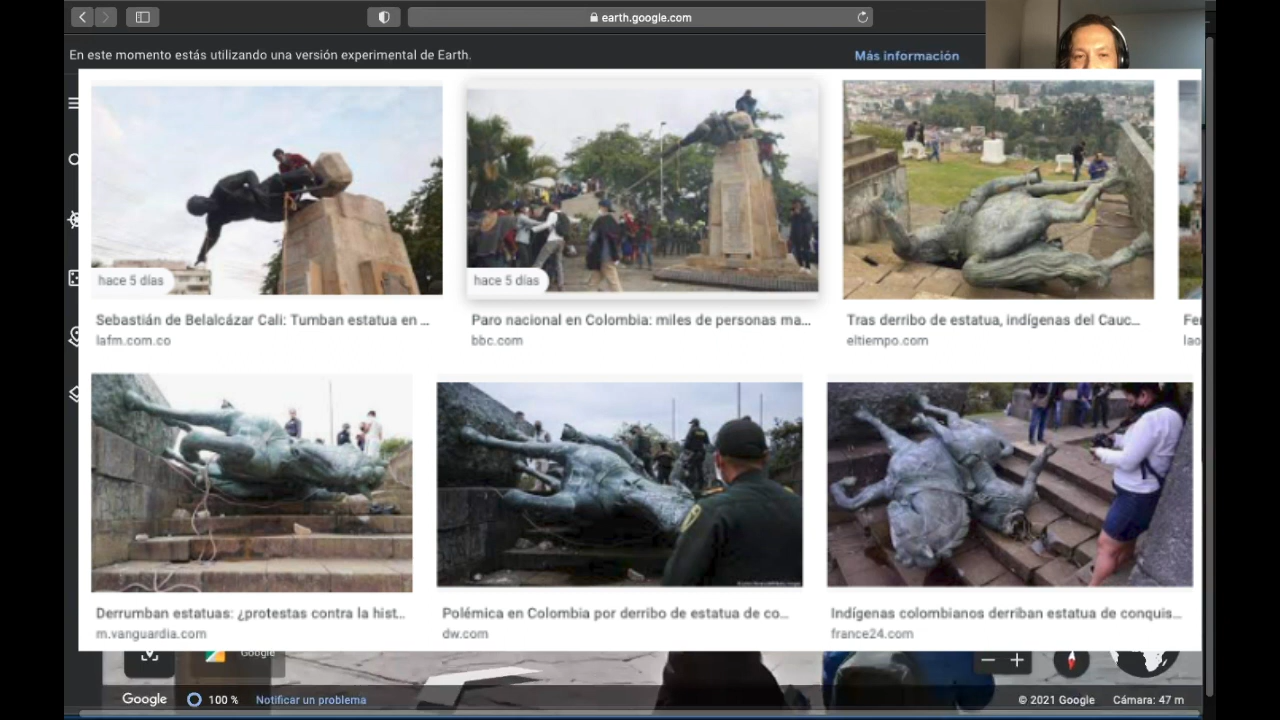 earth.google.com
En este momento estás utilizando una versión experimental de Earth.
Más información
hace 5 días
hace 5 días
Sebastián de Belalcázar Cali: Tumban estatua en ...
lafm.com.co
Paro nacional en Colombia: miles de personas ma...
bbc.com
Tras derribo de estatua, indígenas del Cauc...
eltiempo.com
Fe
lao
Derrumban estatuas: ¿protestas contra la hist...
m.vanguardia.com
Polémica en Colombia por derribo de estatua de co...
dw.com
Indígenas colombianos derriban estatua de conquis...
france24.com
Google
Google
100 %
Notificar un problema
© 2021 Google
Cámara: 47 m